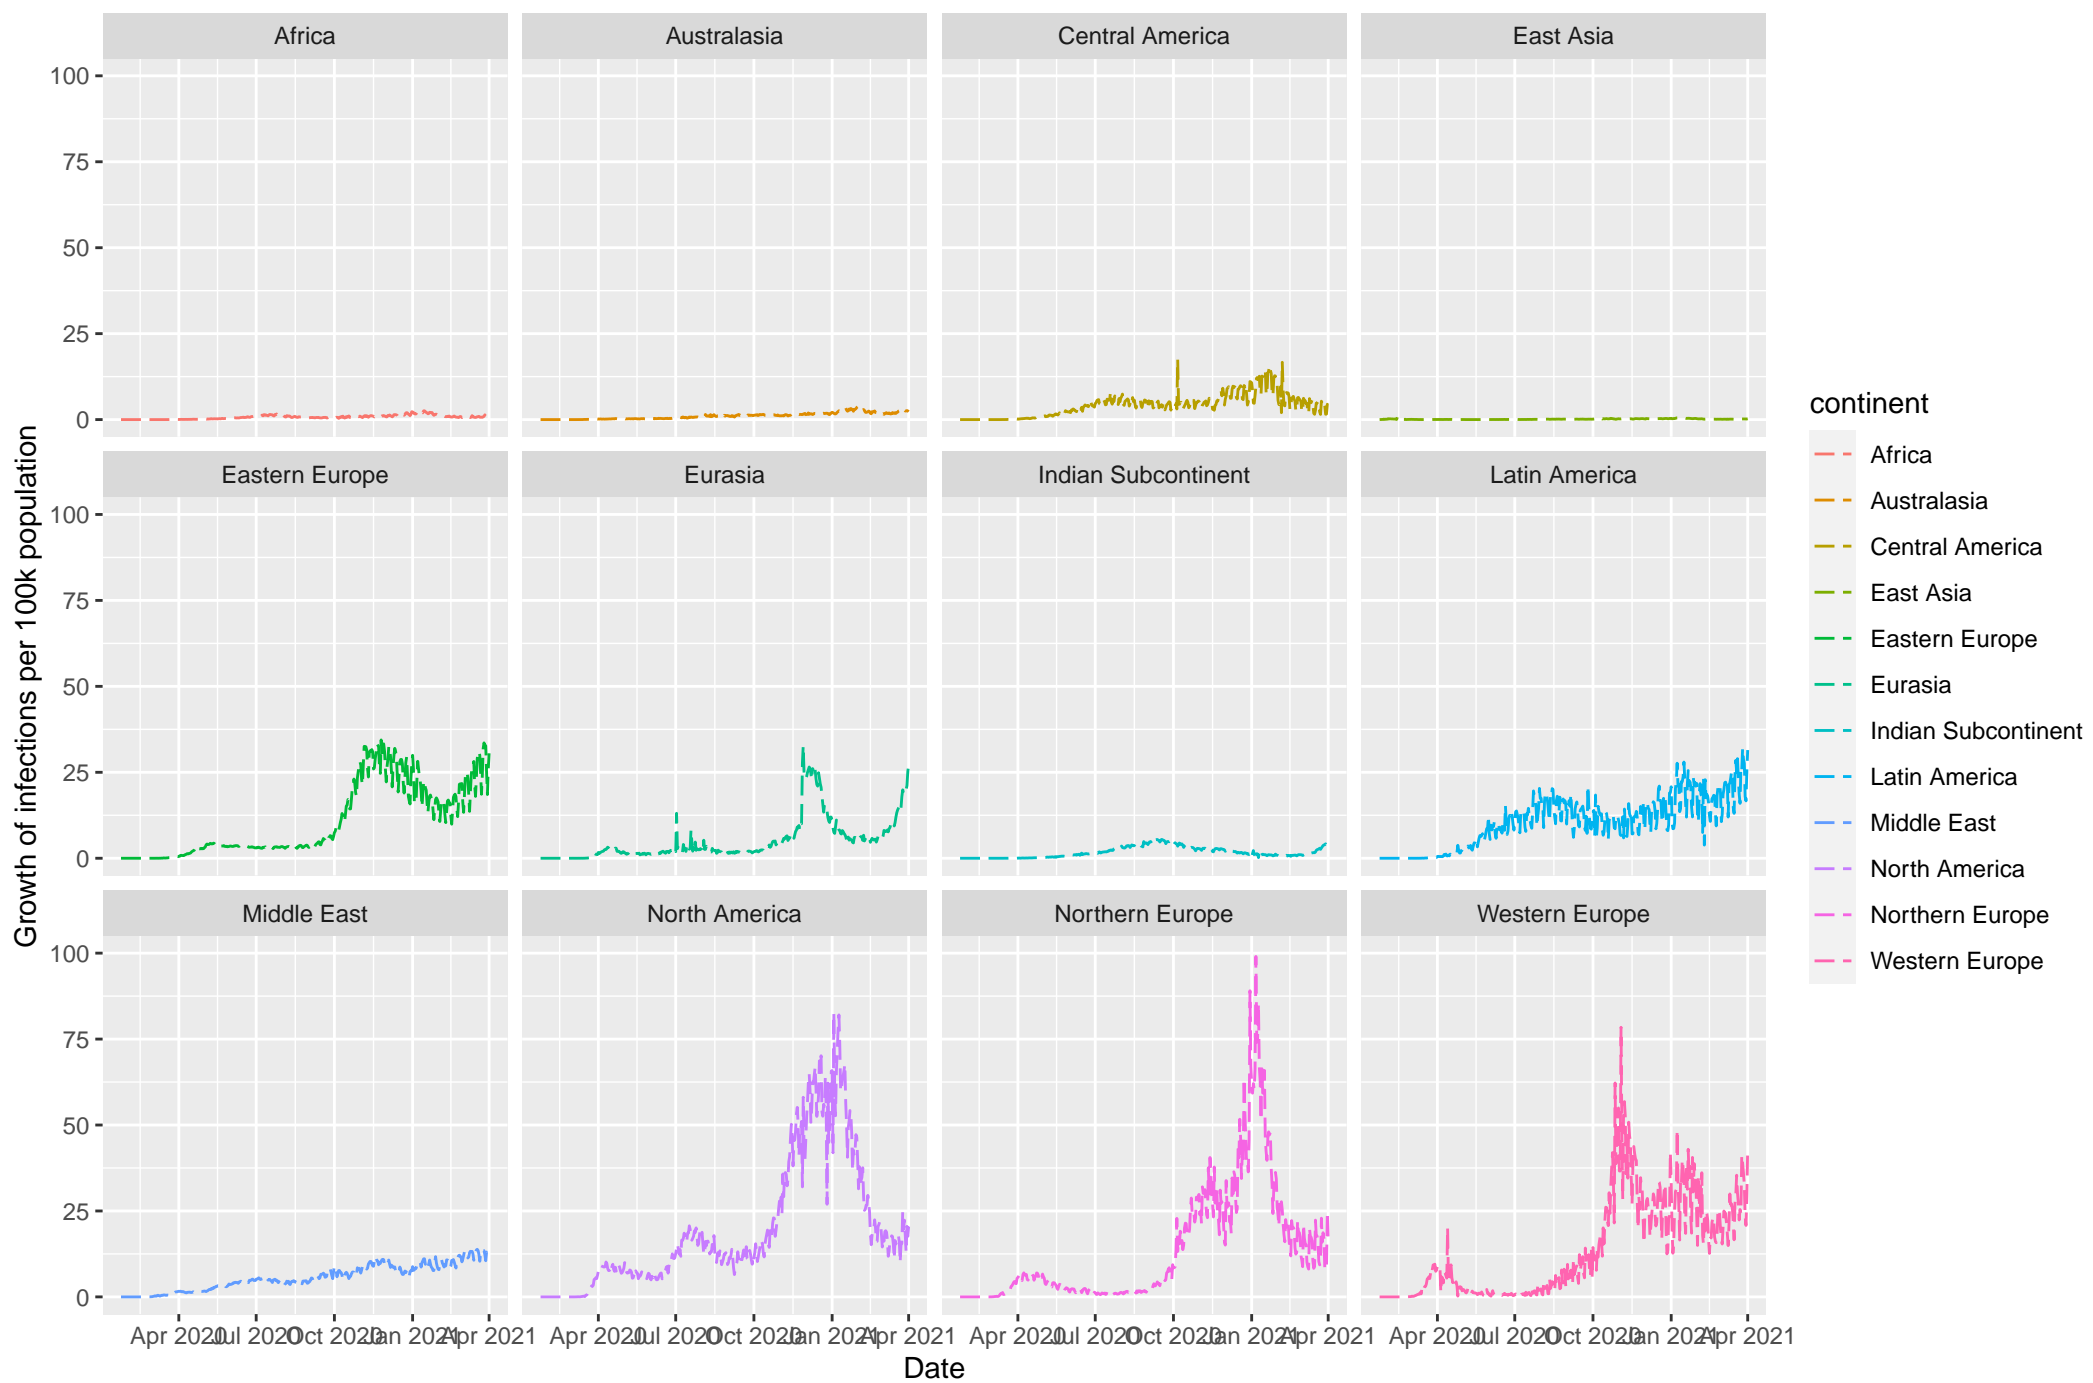 Africa
Australasia
Central America
East Asia
100
75
50
25
0
Eastern Europe
Eurasia
Indian Subcontinent
Latin America
100
75
50
25
0
Middle East
North America
Northern Europe
Western Europe
100
75
50
25
0
Apr 2020 Jul 2020 Oct 2020 Jan 2021 Apr 2021
Apr 2020 Jul 2020 Oct 2020 Jan 2021 Apr 2021
Apr 2020 Jul 2020 Oct 2020 Jan 2021 Apr 2021
Apr 2020 Jul 2020 Oct 2020 Jan 2021 Apr 2021
Date
Growth of infections per 100k population
continent
Africa
Australasia
Central America
East Asia
Eastern Europe
Eurasia
Indian Subcontinent
Latin America
Middle East
North America
Northern Europe
Western Europe